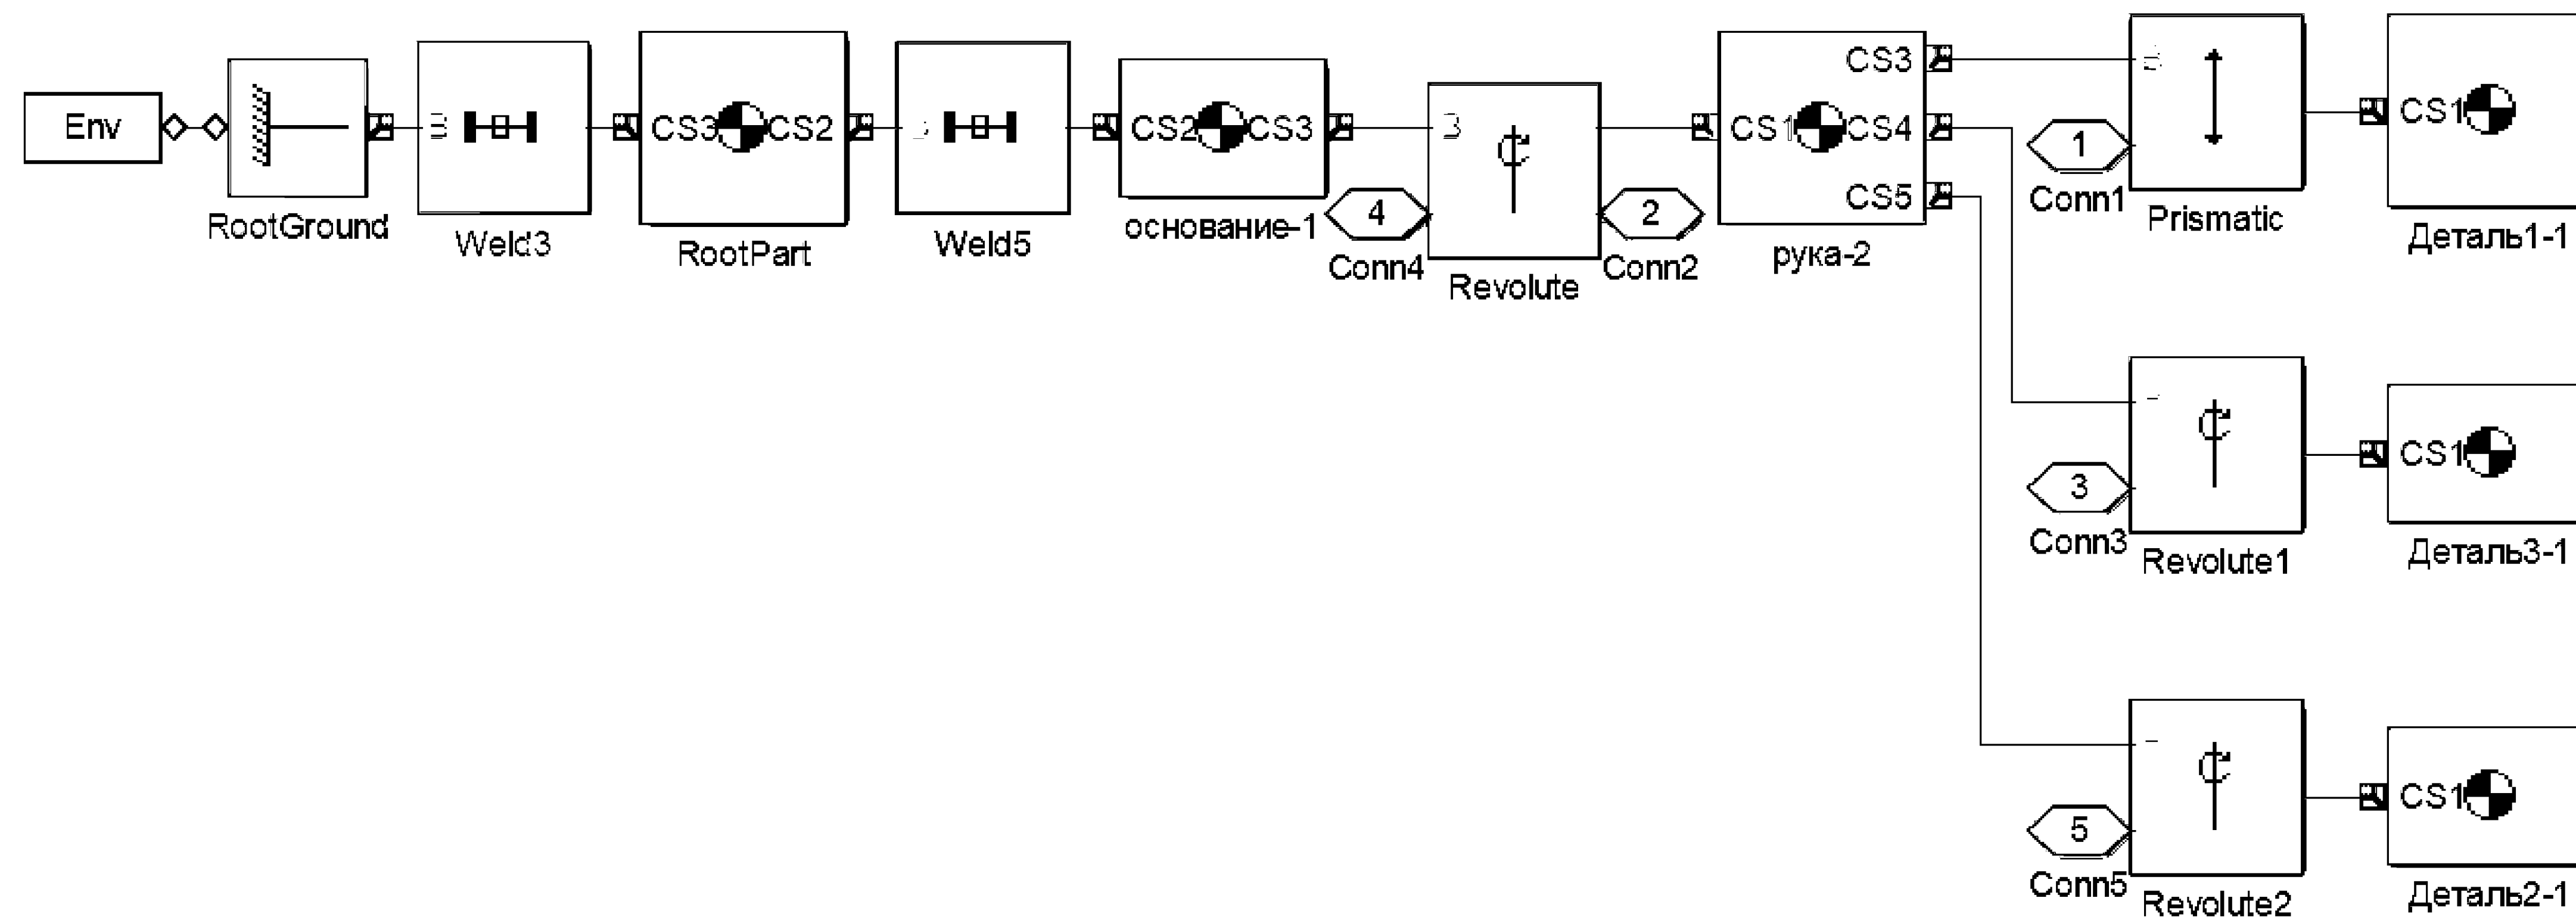 Env
RootGround
B
Weld3
CS3 CS2
RootPart
Weld5
CS2 CS3
основание-1
4
Conn4
Revolute
2
Conn2
CS1
CS3
CS4
CS5
рука-2
1
Conn1
Prismatic
CS1
Деталь1-1
3
Conn3
Revolute1
CS1
Деталь3-1
5
Conn5
Revolute2
CS1
Деталь2-1